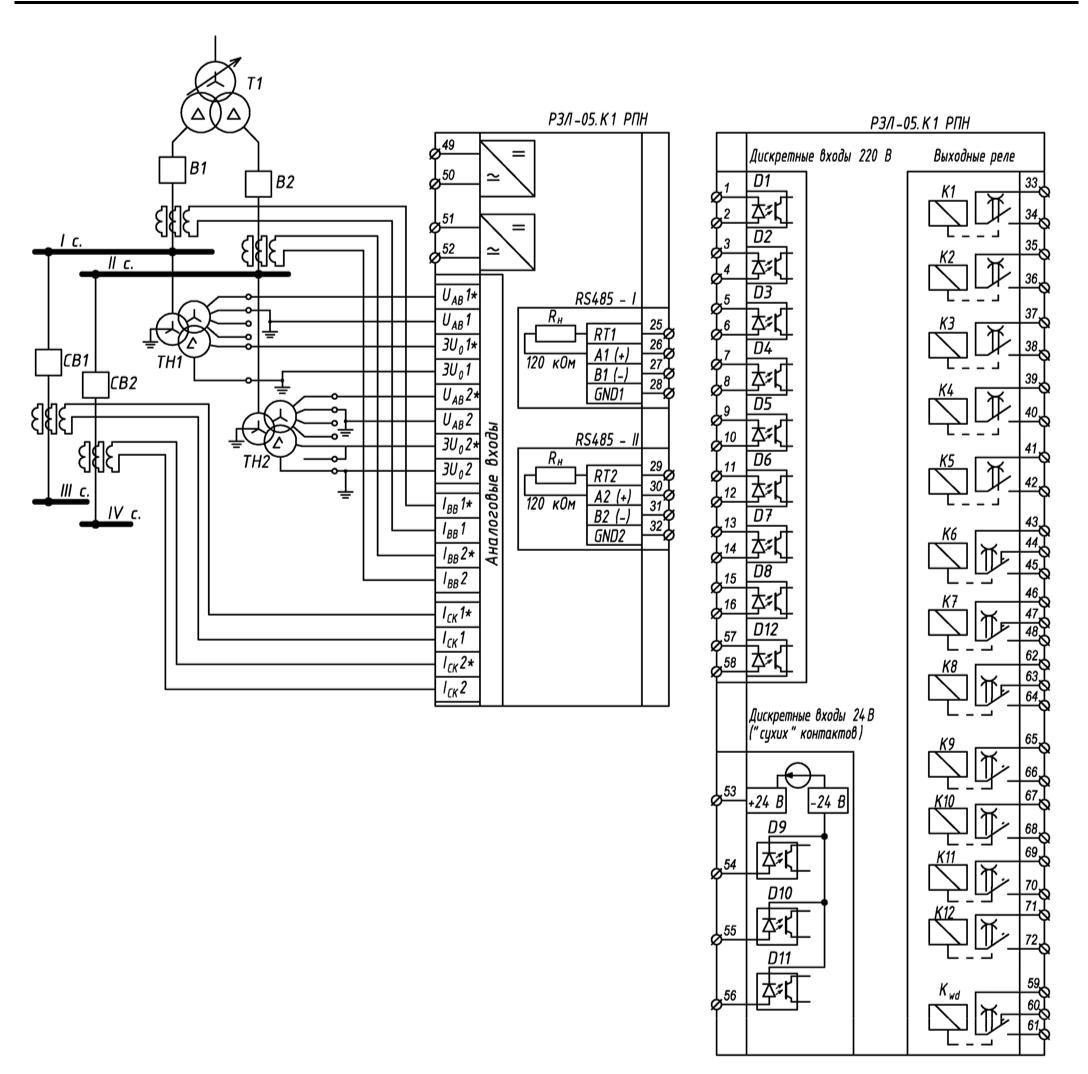 T1
B1
B2
I с.
II с.
СВ1
СВ2
III с.
IV с.
ТН1
ТН2
РЗЛ-05.К1 РПН
49
50
51
52
U_AB 1*
U_AB 1
3U_0 1*
3U_0 1
U_AB 2*
U_AB 2
3U_0 2*
3U_0 2
I_BB 1*
I_BB 1
I_BB 2*
I_BB 2
I_СК 1*
I_СК 1
I_СК 2*
I_СК 2
Аналоговые входы
RS485 - I
R_н
120 кОм
RT1
A1 (+)
B1 (-)
GND1
25
26
27
28
RS485 - II
R_н
120 кОм
RT2
A2 (+)
B2 (-)
GND2
29
30
31
32
РЗЛ-05.К1 РПН
Дискретные входы 220 В
1
2
D1
3
4
D2
5
6
D3
7
8
D4
9
10
D5
11
12
D6
13
14
D7
15
16
D8
57
58
D12
Дискретные входы 24В
("сухих" контактов)
53
+24 В
-24 В
54
D9
55
D10
56
D11
Выходные реле
K1
33
34
K2
35
36
K3
37
38
K4
39
40
K5
41
42
K6
43
44
45
K7
46
47
48
K8
62
63
64
K9
65
66
K10
67
68
K11
69
70
K12
71
72
K_wd
59
60
61